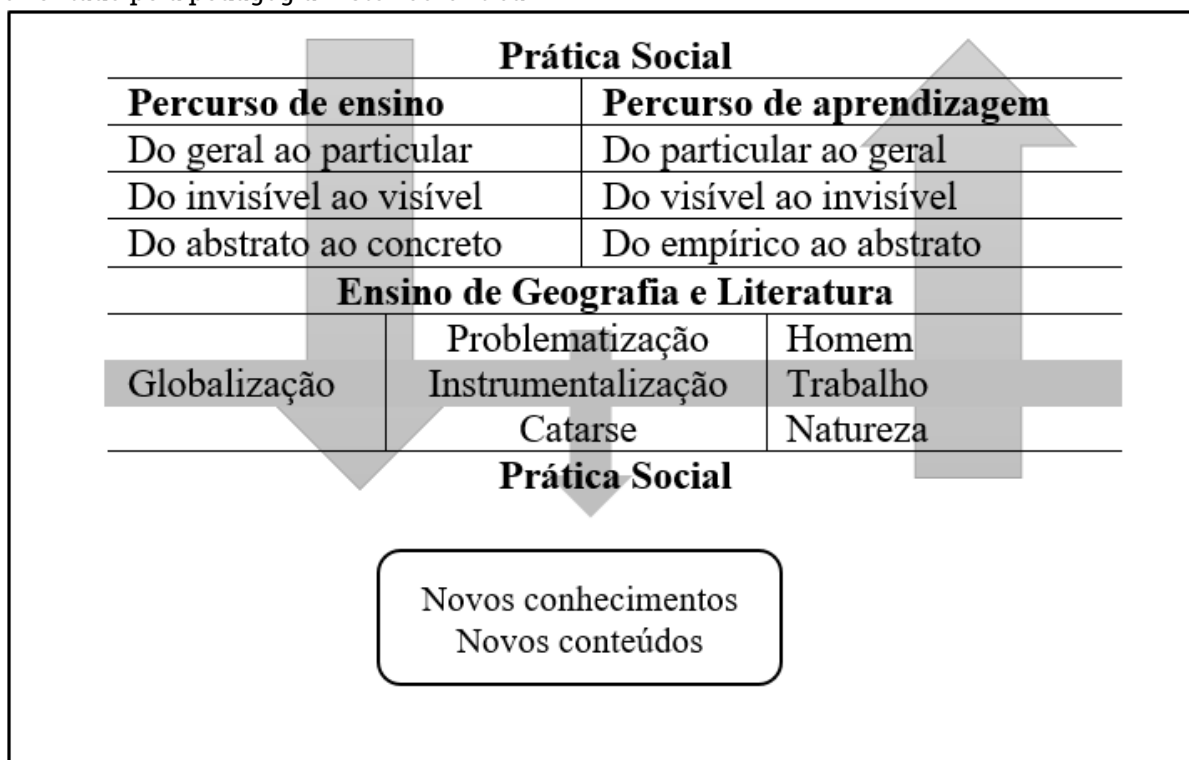 Prática Social
Percurso de ensino Percurso de aprendizagem
Do geral ao particular Do particular ao geral
Do invisível ao visível Do visível ao invisível
Do abstrato ao concreto Do empírico ao abstrato
Ensino de Geografia e Literatura
Problematização Homem
Globalização Instrumentalização Trabalho
Catarse Natureza
Prática Social
Novos conhecimentos
Novos conteúdos